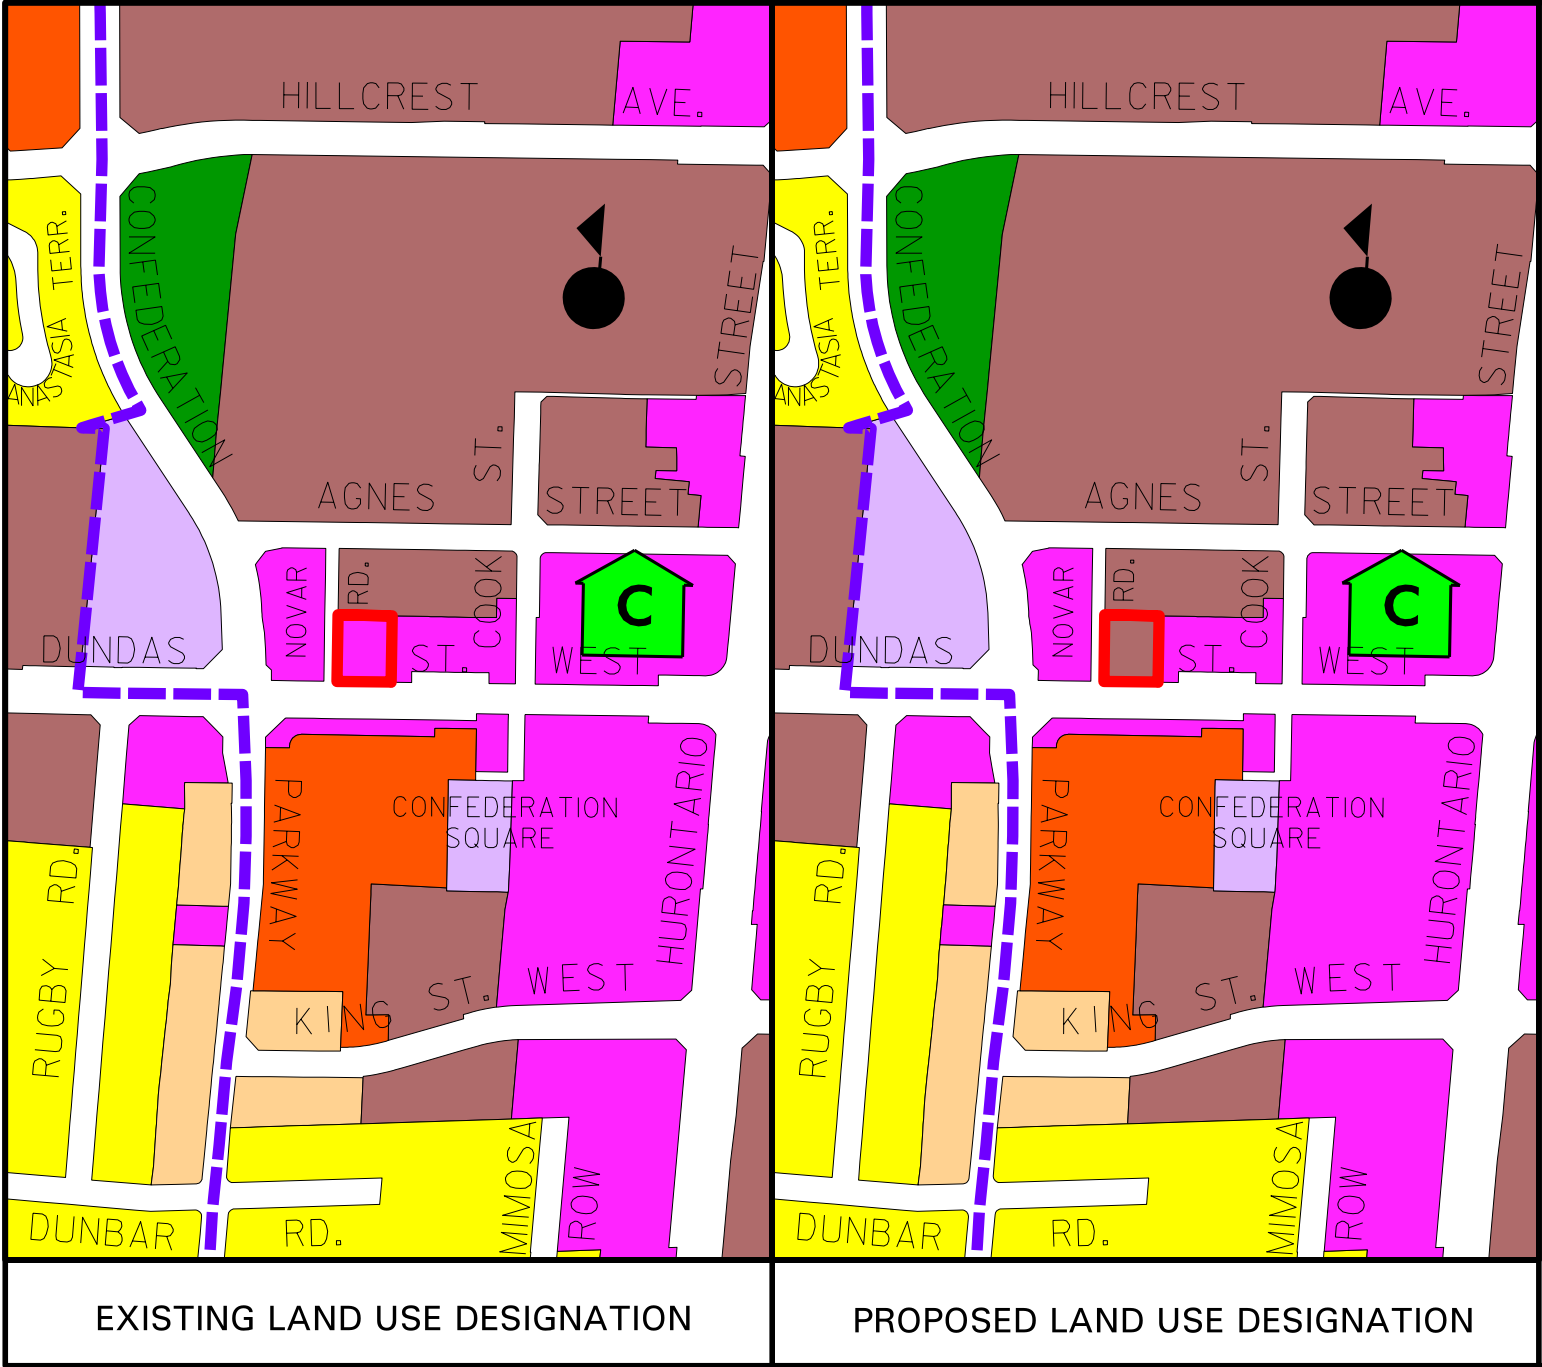 HILLCREST AVE.
CONFEDERATION
ANASTASIA TERR.
STREET
ST.
AGNES STREET
NOVAR RD.
COOK
C
DUNDAS ST. WEST
PARKWAY
CONFEDERATION
SQUARE
HURONTARIO
RUGBY RD.
KING ST. WEST
MIMOSA ROW
DUNBAR RD.
EXISTING LAND USE DESIGNATION
HILLCREST AVE.
CONFEDERATION
ANASTASIA TERR.
STREET
ST.
AGNES STREET
NOVAR RD.
COOK
C
DUNDAS ST. WEST
PARKWAY
CONFEDERATION
SQUARE
HURONTARIO
RUGBY RD.
KING ST. WEST
MIMOSA ROW
DUNBAR RD.
PROPOSED LAND USE DESIGNATION